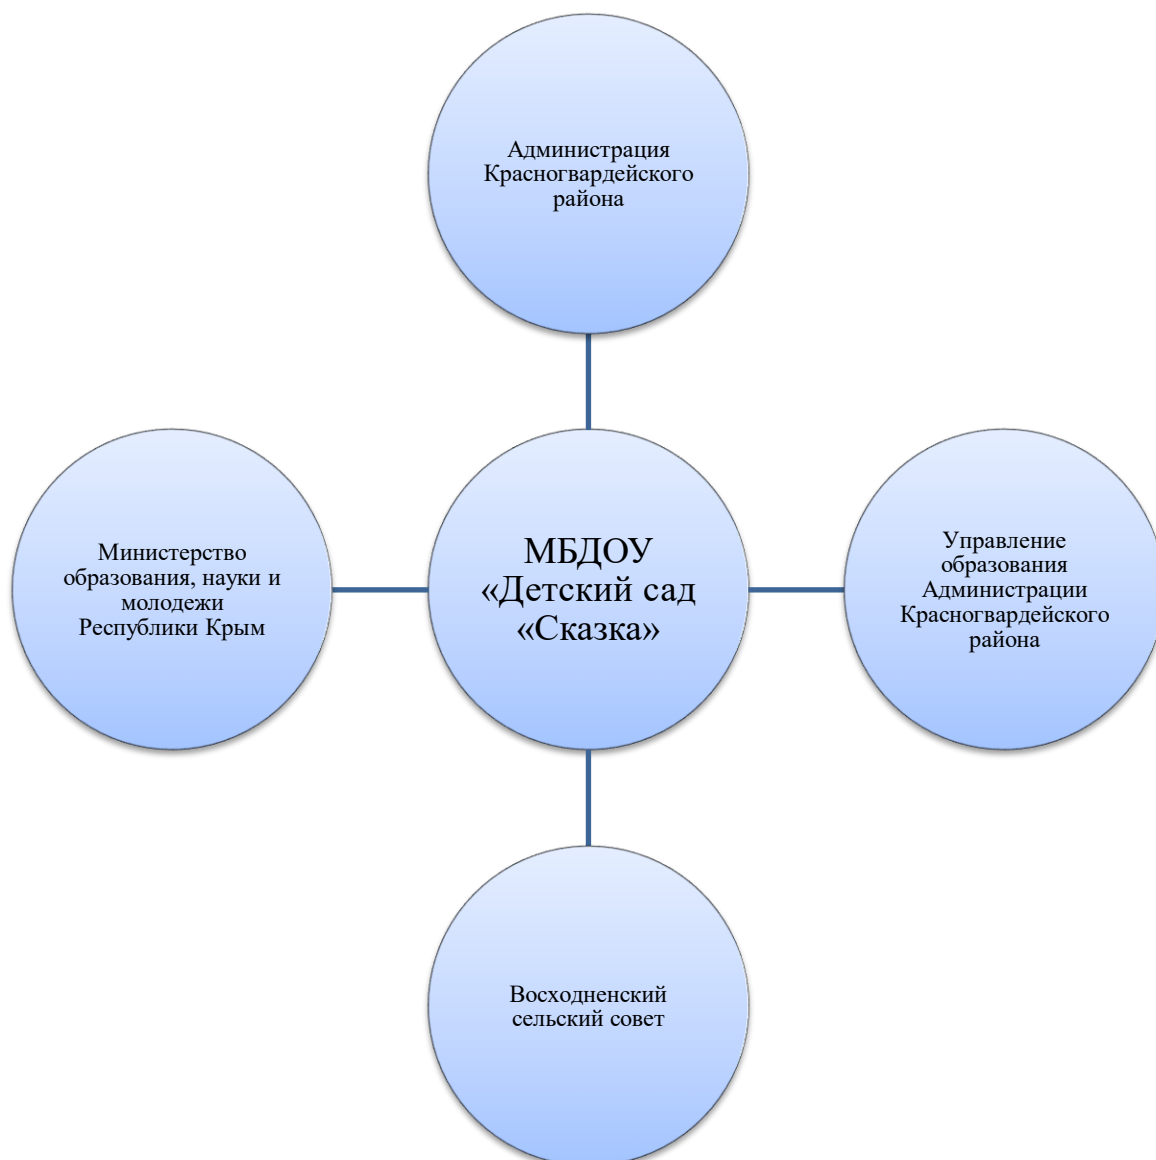 Администрация
Красногвардейского
района
Министерство
образования, науки и
молодежи
Республики Крым
МБДОУ
«Детский сад
«Сказка»
Управление
образования
Администрации
Красногвардейского
района
Восходненский
сельский совет